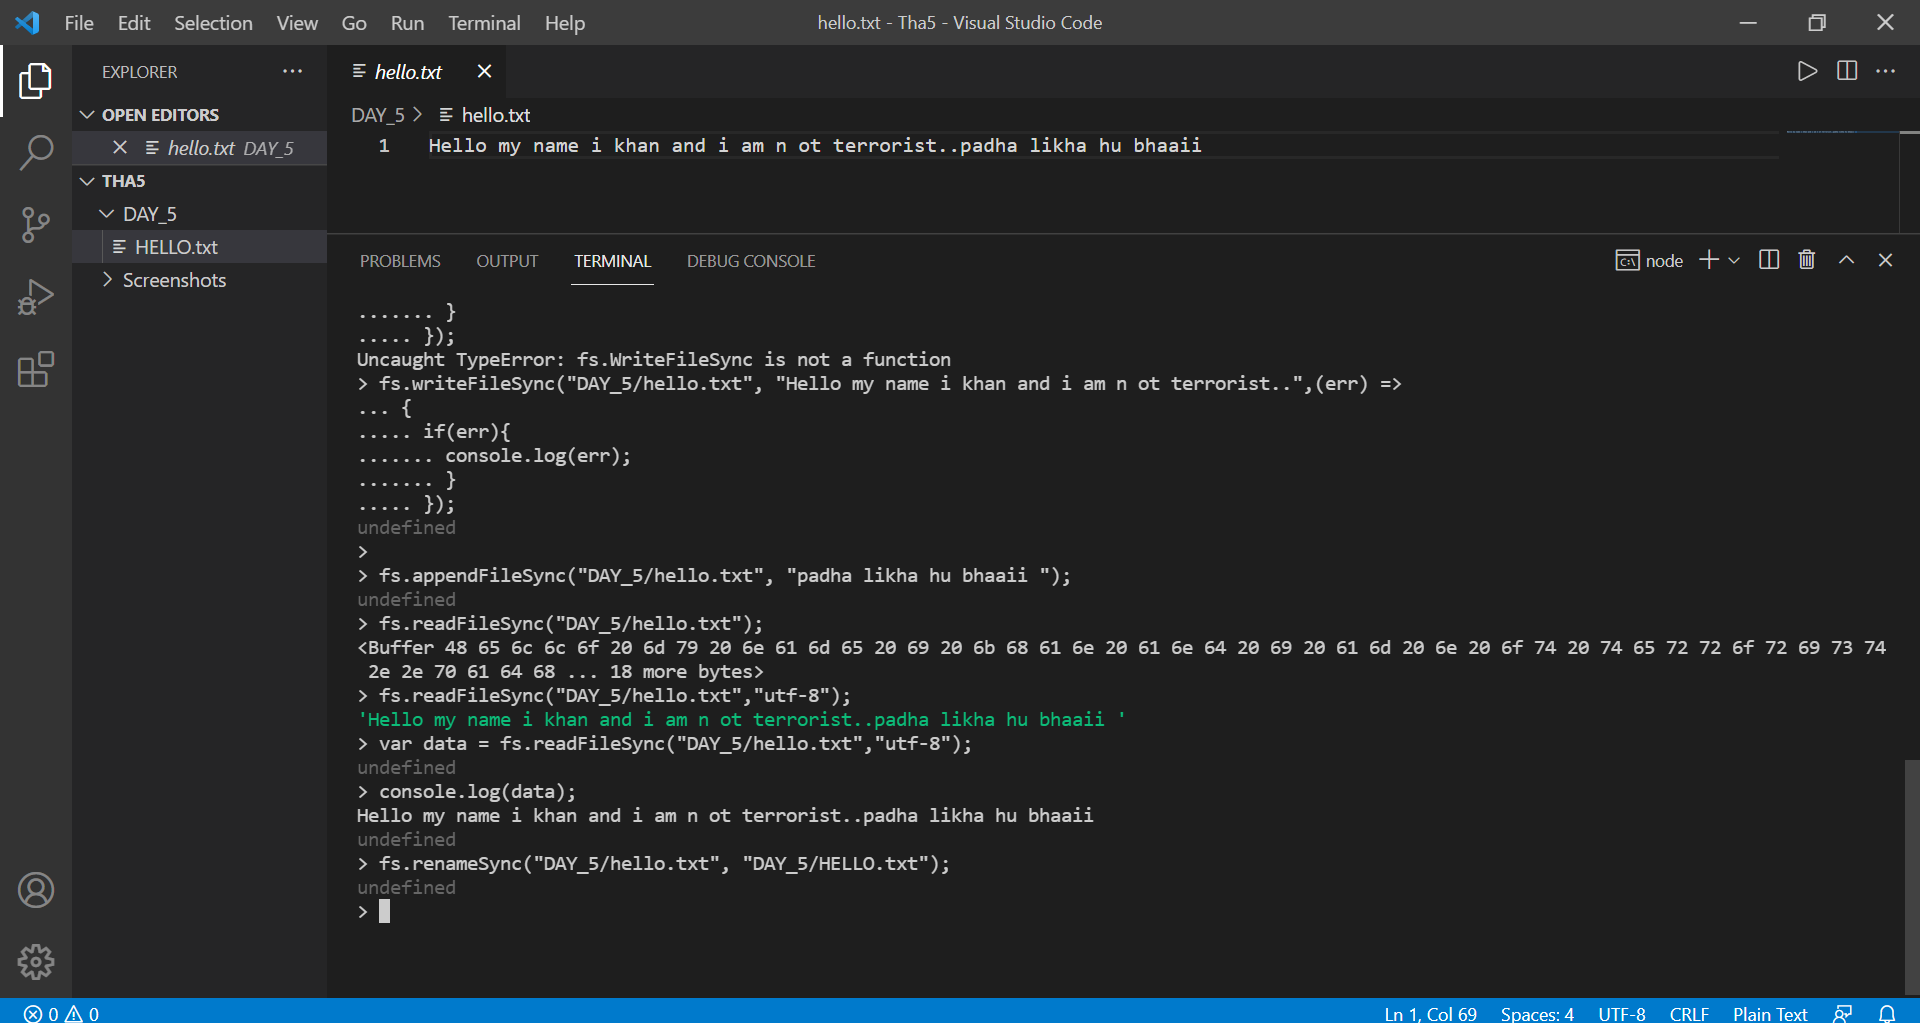 File Edit Selection View Go Run Terminal Help
hello.txt - Tha5 - Visual Studio Code
EXPLORER
OPEN EDITORS
hello.txt DAY_5
THA5
DAY_5
HELLO.txt
Screenshots
hello.txt
DAY_5 > hello.txt
1 Hello my name i khan and i am n ot terrorist..padha likha hu bhaaii
PROBLEMS OUTPUT TERMINAL DEBUG CONSOLE
node
....... }
..... });
Uncaught TypeError: fs.WriteFileSync is not a function
> fs.writeFileSync("DAY_5/hello.txt", "Hello my name i khan and i am n ot terrorist..",(err) =>
... {
..... if(err){
....... console.log(err);
....... }
..... });
undefined
>
> fs.appendFileSync("DAY_5/hello.txt", "padha likha hu bhaaii ");
undefined
> fs.readFileSync("DAY_5/hello.txt");
<Buffer 48 65 6c 6c 6f 20 6d 79 20 6e 61 6d 65 20 69 20 6b 68 61 6e 20 61 6e 64 20 69 20 61 6d 20 6e 20 6f 74 20 74 65 72 72 6f 72 69 73 74
2e 2e 70 61 64 68 ... 18 more bytes>
> fs.readFileSync("DAY_5/hello.txt","utf-8");
'Hello my name i khan and i am n ot terrorist..padha likha hu bhaaii '
> var data = fs.readFileSync("DAY_5/hello.txt","utf-8");
undefined
> console.log(data);
Hello my name i khan and i am n ot terrorist..padha likha hu bhaaii
undefined
> fs.renameSync("DAY_5/hello.txt", "DAY_5/HELLO.txt");
undefined
>
0 0
Ln 1, Col 69 Spaces: 4 UTF-8 CRLF Plain Text